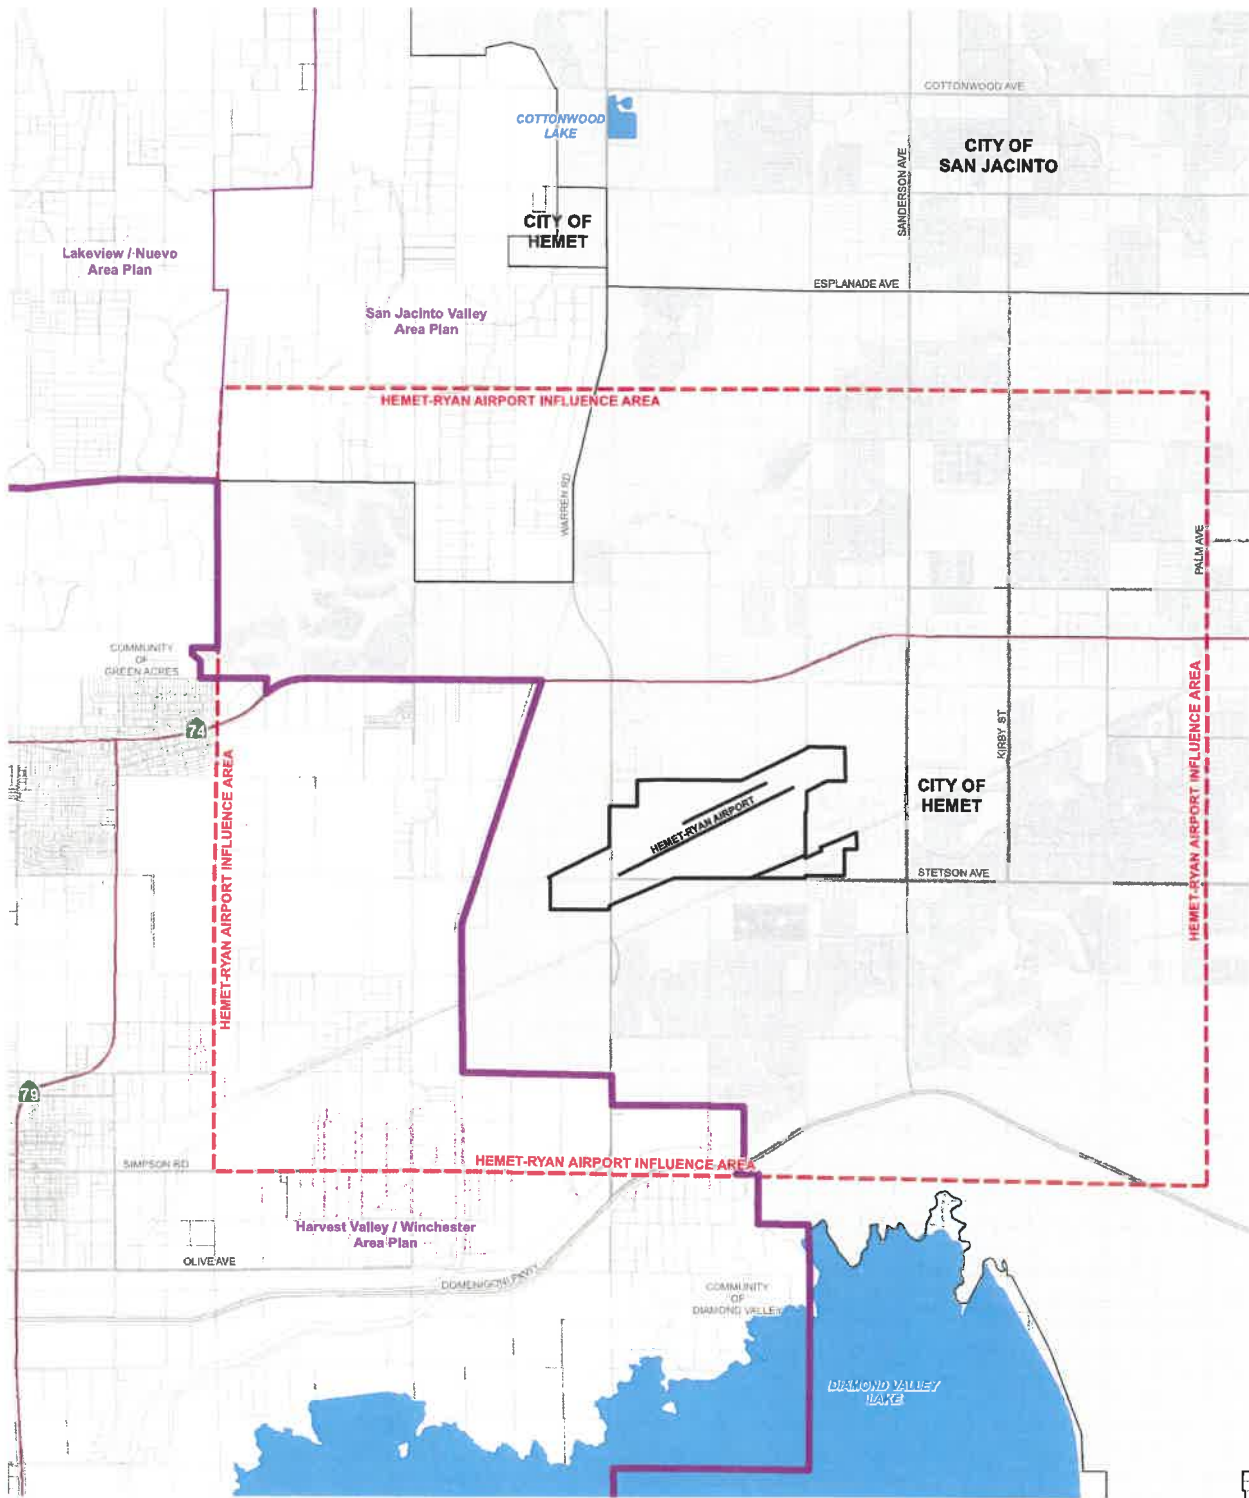 COTTONWOOD AVE
COTTONWOOD
LAKE
CITY OF
SAN JACINTO
SANDERSON AVE
CITY OF
HEMET
Lakeview / Nuevo
Area Plan
ESPLANADE AVE
San Jacinto Valley
Area Plan
HEMET-RYAN AIRPORT INFLUENCE AREA
WARREN RD
PALM AVE
COMMUNITY
OF
GREEN ACRES
74
KIRBY ST
HEMET-RYAN AIRPORT INFLUENCE AREA
HEMET-RYAN AIRPORT INFLUENCE AREA
CITY OF
HEMET
HEMET-RYAN AIRPORT
STETSON AVE
79
SIMPSON RD
HEMET-RYAN AIRPORT INFLUENCE AREA
Harvest Valley / Winchester
Area Plan
OLIVE AVE
DOMENIGONI PKWY
COMMUNITY
OF
DIAMOND VALLEY
DIAMOND VALLEY
LAKE